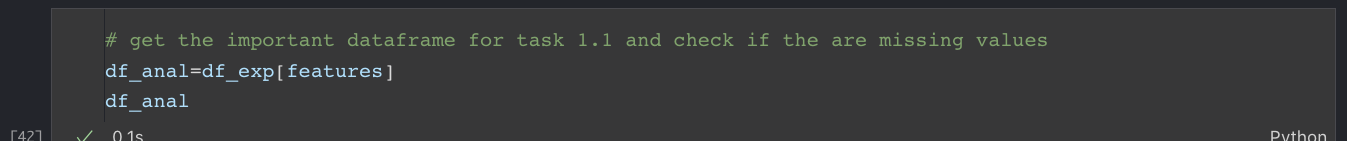 # get the important dataframe for task 1.1 and check if the are missing values
df_anal=df_exp[features]
df_anal
[42] ✓ 0.1s Python